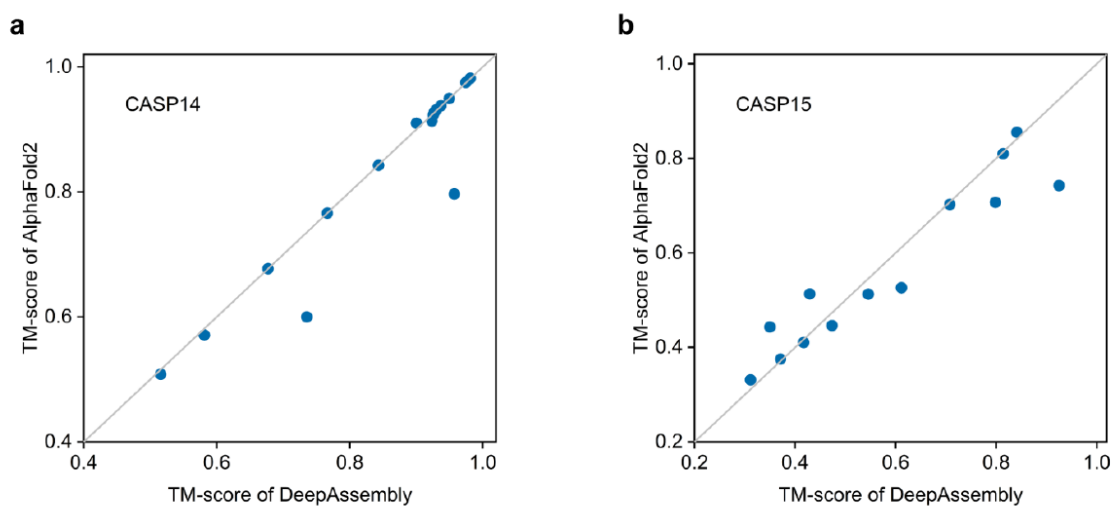 a
CASP14
TM-score of AlphaFold2
1.0
0.8
0.6
0.4
0.4 0.6 0.8 1.0
TM-score of DeepAssembly
b
CASP15
TM-score of AlphaFold2
1.0
0.8
0.6
0.4
0.2
0.2 0.4 0.6 0.8 1.0
TM-score of DeepAssembly